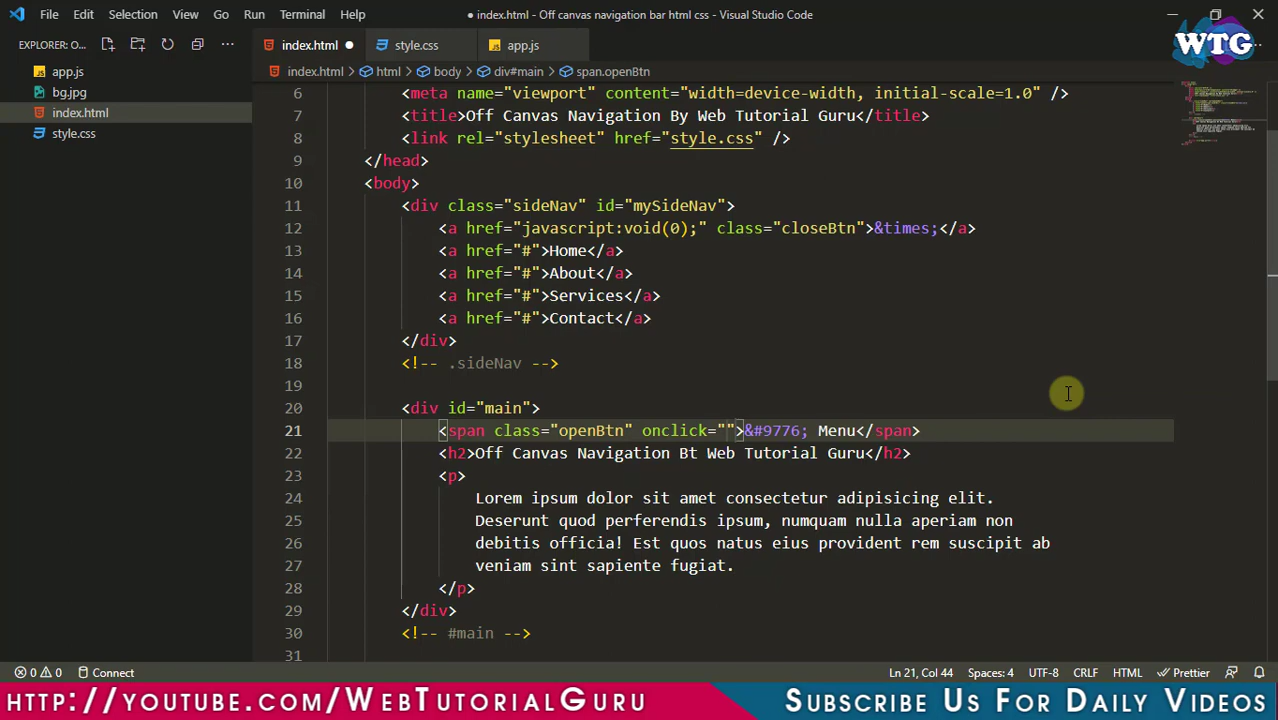 File Edit Selection View Go Run Terminal Help
● index.html - Off canvas navigation bar html css - Visual Studio Code
EXPLORER: O...
app.js
bg.jpg
index.html
style.css
index.html ● style.css app.js
WTG
index.html > html > body > div#main > span.openBtn
6 <meta name="viewport" content="width=device-width, initial-scale=1.0" />
7 <title>Off Canvas Navigation By Web Tutorial Guru</title>
8 <link rel="stylesheet" href="style.css" />
9 </head>
10 <body>
11 <div class="sideNav" id="mySideNav">
12 <a href="javascript:void(0);" class="closeBtn">&times;</a>
13 <a href="#">Home</a>
14 <a href="#">About</a>
15 <a href="#">Services</a>
16 <a href="#">Contact</a>
17 </div>
18 <!-- .sideNav -->
19
20 <div id="main">
21 <span class="openBtn" onclick="">&#9776; Menu</span>
22 <h2>Off Canvas Navigation Bt Web Tutorial Guru</h2>
23 <p>
24 Lorem ipsum dolor sit amet consectetur adipisicing elit.
25 Deserunt quod perferendis ipsum, numquam nulla aperiam non
26 debitis officia! Est quos natus eius provident rem suscipit ab
27 veniam sint sapiente fugiat.
28 </p>
29 </div>
30 <!-- #main -->
31
0 0 Connect Ln 21, Col 44 Spaces: 4 UTF-8 CRLF HTML Prettier
HTTP://YOUTUBE.COM/WEBTUTORIALGURU SUBSCRIBE US FOR DAILY VIDEOS